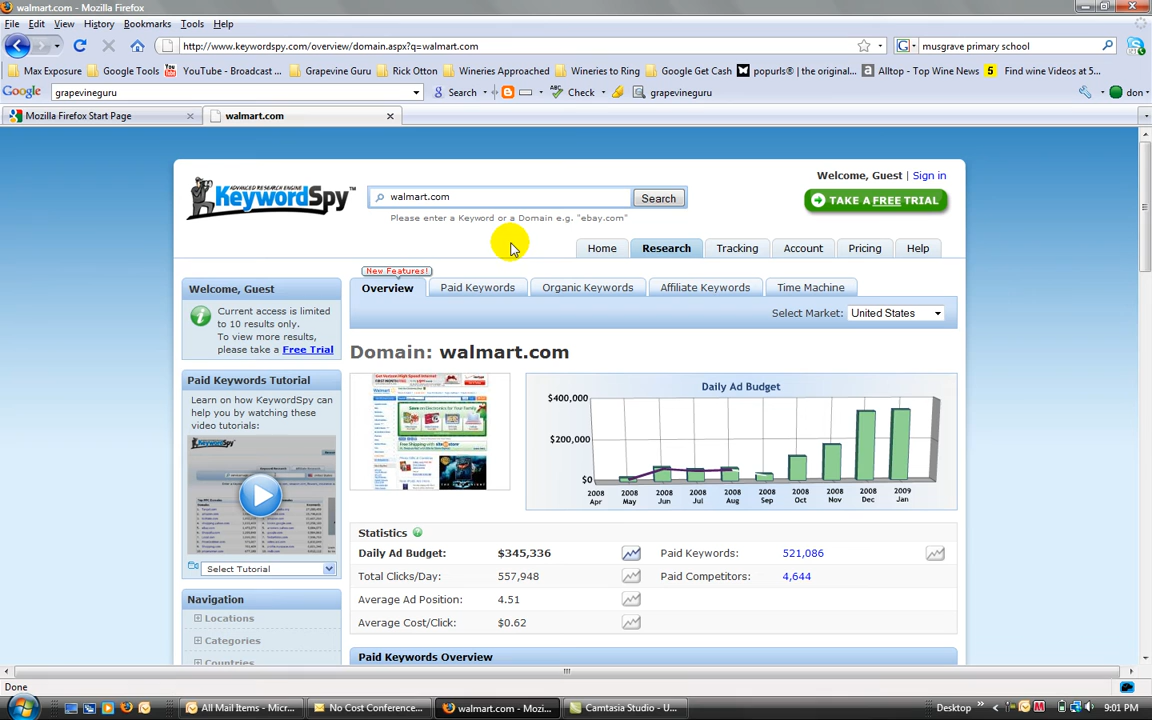 walmart.com - Mozilla Firefox
File Edit View History Bookmarks Tools Help
http://www.keywordspy.com/overview/domain.aspx?q=walmart.com
musgrave primary school
Max Exposure Google Tools YouTube - Broadcast ... Grapevine Guru Rick Otton Wineries Approached Wineries to Ring Google Get Cash popurls® | the original... Alltop - Top Wine News 5 Find wine Videos at 5...
Google grapevineguru Search Check grapevineguru don
Mozilla Firefox Start Page walmart.com
ADVANCED RESEARCH ENGINE
KeywordSpy™
walmart.com Search
Please enter a Keyword or a Domain e.g. "ebay.com"
Welcome, Guest | Sign in
TAKE A FREE TRIAL
Home Research Tracking Account Pricing Help
New Features!
Overview Paid Keywords Organic Keywords Affiliate Keywords Time Machine
Select Market: United States
Welcome, Guest
Current access is limited
to 10 results only.
To view more results,
please take a Free Trial
Paid Keywords Tutorial
Learn on how KeywordSpy can
help you by watching these
video tutorials:
KeywordSpy
Select Tutorial
Navigation
Locations
Categories
Countries
Domain: walmart.com
Daily Ad Budget
$400,000
$200,000
$0
2008 2008 2008 2008 2008 2008 2008 2008 2008 2009
Apr May Jun Jul Aug Sep Oct Nov Dec Jan
Statistics
Daily Ad Budget: $345,336 Paid Keywords: 521,086
Total Clicks/Day: 557,948 Paid Competitors: 4,644
Average Ad Position: 4.51
Average Cost/Click: $0.62
Paid Keywords Overview
Done
All Mail Items - Micr... No Cost Conference... walmart.com - Mozi... Camtasia Studio - U... Desktop 9:01 PM